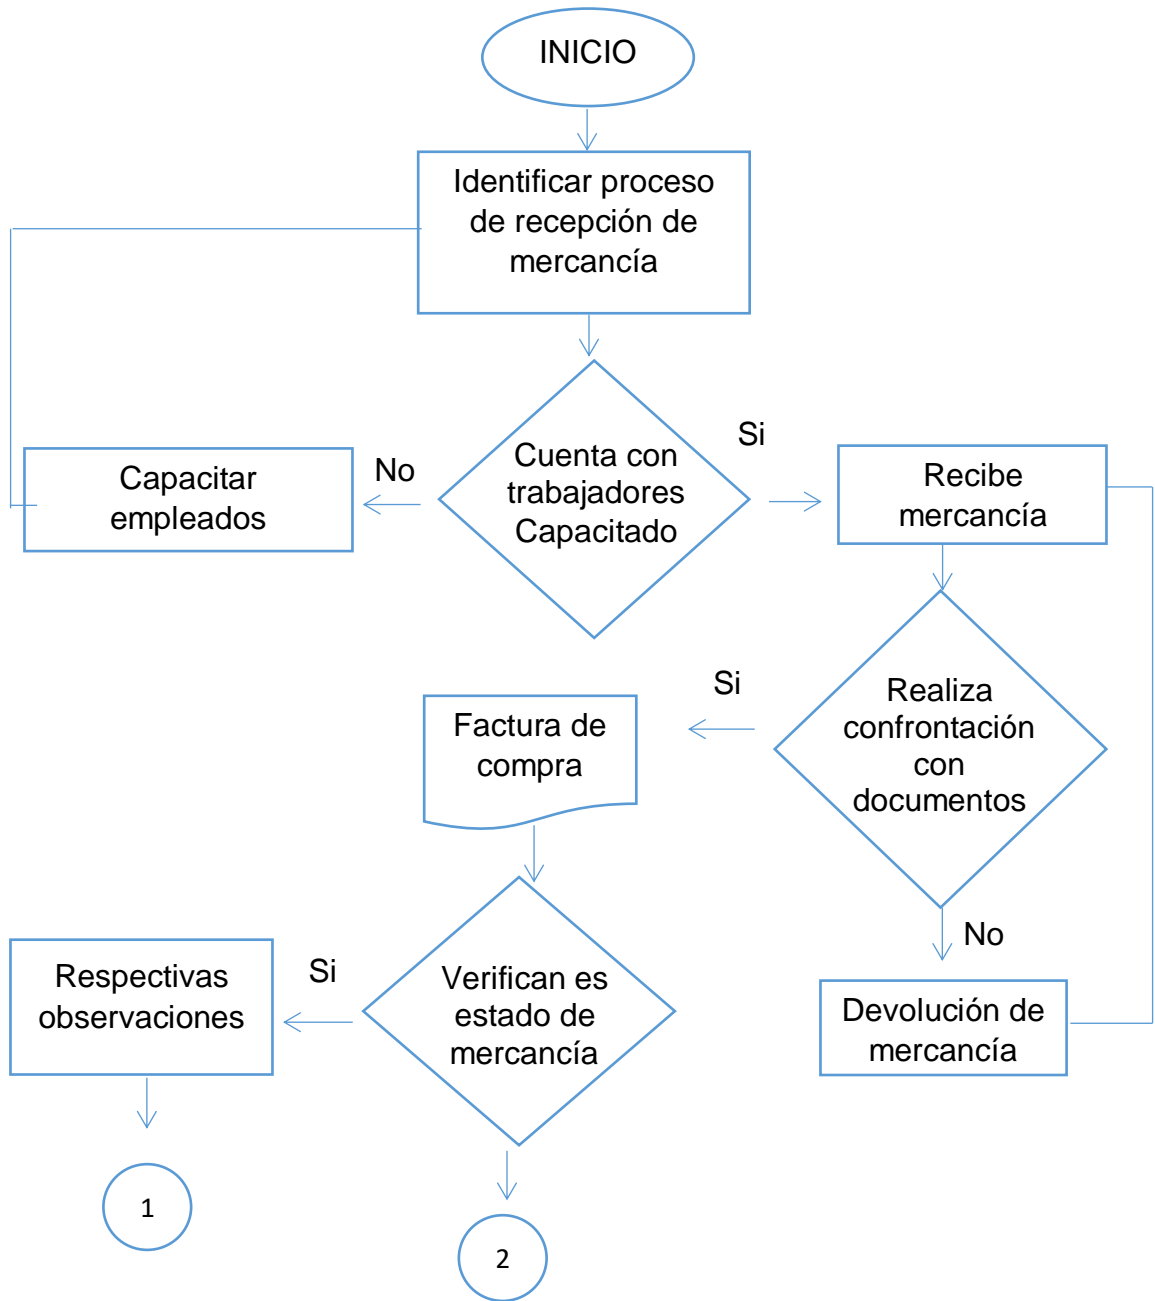 INICIO
Identificar proceso
de recepción de
mercancía
Si
Cuenta con
trabajadores
Capacitado
No
Capacitar
empleados
Recibe
mercancía
Si
Realiza
confrontación
con
documentos
Factura de
compra
No
Respectivas
observaciones
Si
Verifican es
estado de
mercancía
Devolución de
mercancía
1
2